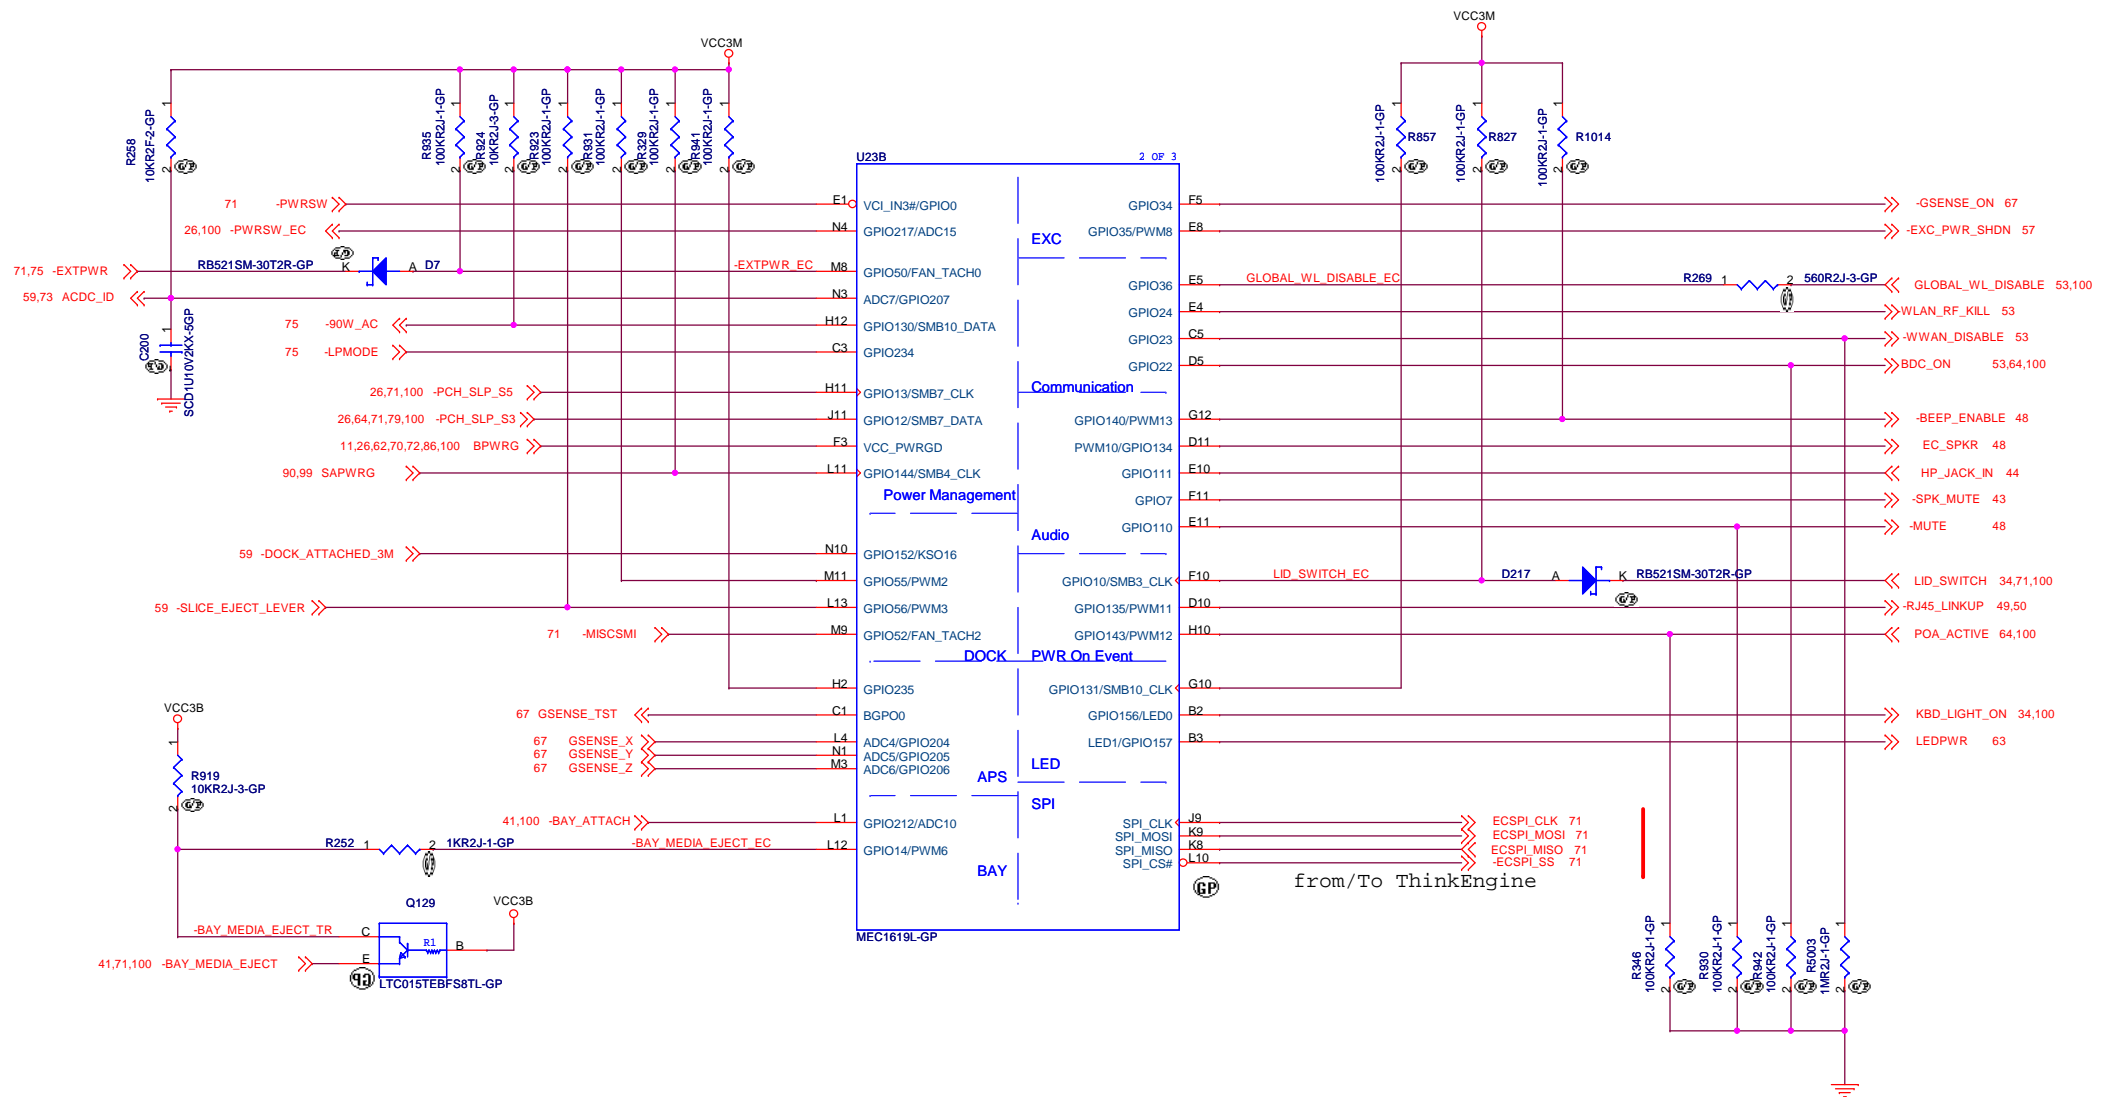 VCC3M
VCC3M
R258
10KR2F-2-GP
R935
100KR2J-1-GP
R924
10KR2J-3-GP
R923
100KR2J-1-GP
R931
100KR2J-1-GP
R329
100KR2J-1-GP
R941
100KR2J-1-GP
100KR2J-1-GP
R857
100KR2J-1-GP
R827
100KR2J-1-GP
R1014
U23B
2 OF 3
71 -PWRSW
E1 VCI_IN3#/GPIO0
26,100 -PWRSW_EC
N4 GPIO217/ADC15
71,75 -EXTPWR
RB521SM-30T2R-GP
K A D7
-EXTPWR_EC M8 GPIO50/FAN_TACH0
59,73 ACDC_ID
N3 ADC7/GPIO207
75 -90W_AC
H12 GPIO130/SMB10_DATA
75 -LPMODE
C3 GPIO234
C200
SCD1U10V2KX-5GP
26,71,100 -PCH_SLP_S5
H11 GPIO13/SMB7_CLK
26,64,71,79,100 -PCH_SLP_S3
J11 GPIO12/SMB7_DATA
11,26,62,70,72,86,100 BPWRG
F3 VCC_PWRGD
90,99 SAPWRG
L11 GPIO144/SMB4_CLK
Power Management
59 -DOCK_ATTACHED_3M
N10 GPIO152/KSO16
M11 GPIO55/PWM2
59 -SLICE_EJECT_LEVER
L13 GPIO56/PWM3
71 -MISCSMI
M9 GPIO52/FAN_TACH2
DOCK
H2 GPIO235
67 GSENSE_TST
C1 BGPO0
67 GSENSE_X
L4 ADC4/GPIO204
67 GSENSE_Y
N1 ADC5/GPIO205
67 GSENSE_Z
M3 ADC6/GPIO206
APS
41,100 -BAY_ATTACH
L1 GPIO212/ADC10
R252 1 2 1KR2J-1-GP
-BAY_MEDIA_EJECT_EC L12 GPIO14/PWM6
BAY
VCC3B
1
R919
10KR2J-3-GP
2
Q129
VCC3B
-BAY_MEDIA_EJECT_TR C
R1
B
41,71,100 -BAY_MEDIA_EJECT E
LTC015TEBFS8TL-GP
MEC1619L-GP
EXC
GPIO34 F5
-GSENSE_ON 67
GPIO35/PWM8 E8
-EXC_PWR_SHDN 57
GPIO36 E5 GLOBAL_WL_DISABLE_EC
R269 1 2 560R2J-3-GP
GLOBAL_WL_DISABLE 53,100
GPIO24 E4
WLAN_RF_KILL 53
GPIO23 C5
-WWAN_DISABLE 53
GPIO22 D5
BDC_ON 53,64,100
Communication
GPIO140/PWM13 G12
-BEEP_ENABLE 48
PWM10/GPIO134 D11
EC_SPKR 48
GPIO111 E10
HP_JACK_IN 44
GPIO7 F11
-SPK_MUTE 43
GPIO110 E11
-MUTE 48
Audio
GPIO10/SMB3_CLK F10 LID_SWITCH_EC
D217 A K RB521SM-30T2R-GP
LID_SWITCH 34,71,100
GPIO135/PWM11 D10
-RJ45_LINKUP 49,50
GPIO143/PWM12 H10
POA_ACTIVE 64,100
PWR On Event
GPIO131/SMB10_CLK G10
GPIO156/LED0 B2
KBD_LIGHT_ON 34,100
LED1/GPIO157 B3
LEDPWR 63
LED
SPI
SPI_CLK J9
ECSPI_CLK 71
SPI_MOSI K9
ECSPI_MOSI 71
SPI_MISO K8
ECSPI_MISO 71
SPI_CS# L10
-ECSPI_SS 71
GP
from/To ThinkEngine
R346
100KR2J-1-GP
R930
100KR2J-1-GP
R942
100KR2J-1-GP
R5003
1MR2J-1-GP